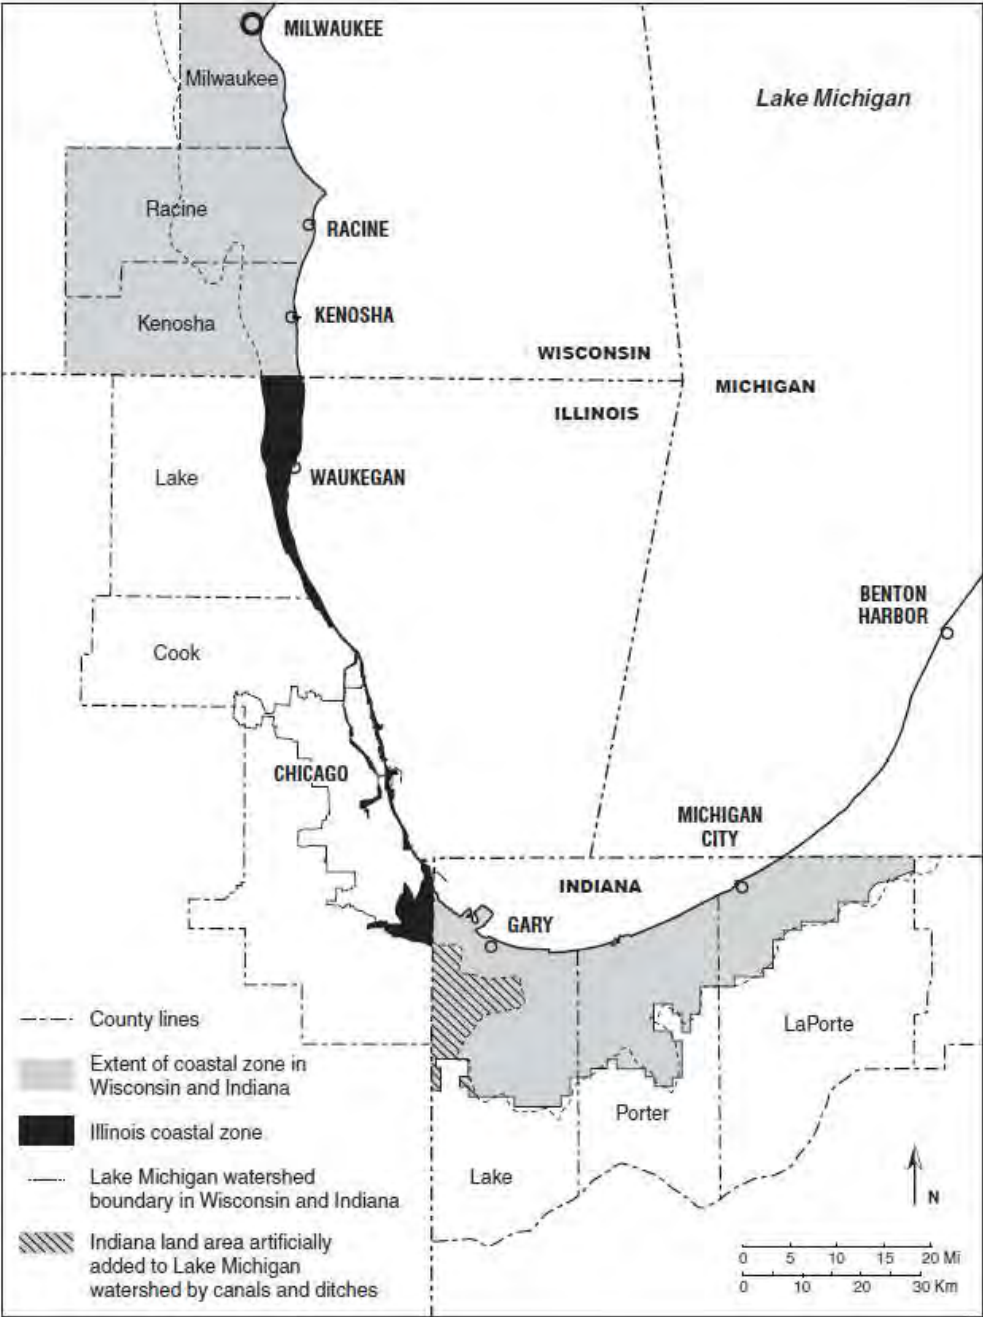 MILWAUKEE
Milwaukee
Lake Michigan
Racine
RACINE
Kenosha
KENOSHA
WISCONSIN
MICHIGAN
ILLINOIS
Lake
WAUKEGAN
BENTON
HARBOR
Cook
CHICAGO
MICHIGAN
CITY
INDIANA
GARY
LaPorte
Porter
Lake
County lines
Extent of coastal zone in
Wisconsin and Indiana
Illinois coastal zone
Lake Michigan watershed
boundary in Wisconsin and Indiana
Indiana land area artificially
added to Lake Michigan
watershed by canals and ditches
N
0 5 10 15 20 Mi
0 10 20 30 Km